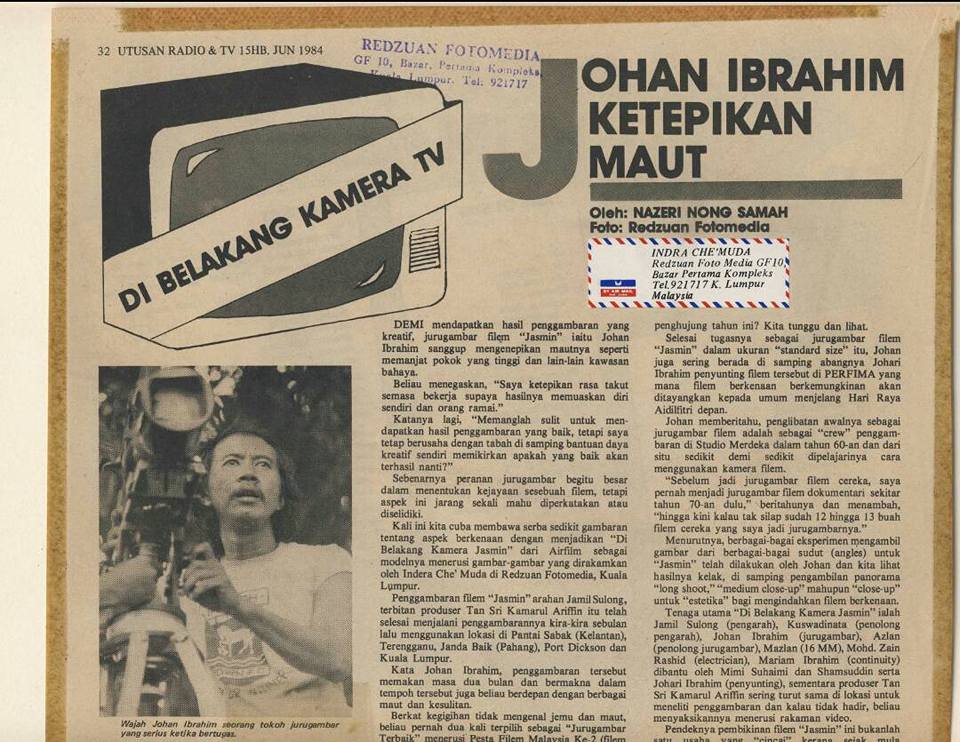 32 UTUSAN RADIO & TV 15HB. JUN 1984
REDZUAN FOTOMEDIA
GF 10, Bazar, Pertama Kompleks,
Kuala Lumpur. Tel: 921717
DI BELAKANG KAMERA TV
JOHAN IBRAHIM
KETEPIKAN
MAUT
Oleh: NAZERI NONG SAMAH
Foto: Redzuan Fotomedia
INDRA CHE'MUDA
Redzuan Foto Media GF10
Bazar Pertama Kompleks
Tel.921717 K. Lumpur
Malaysia
BY AIR MAIL
DEMI mendapatkan hasil penggambaran yang
kreatif, jurugambar filem "Jasmin" iaitu Johan
Ibrahim sanggup mengenepikan mautnya seperti
memanjat pokok yang tinggi dan lain-lain kawasan
bahaya.
Beliau menegaskan, "Saya ketepikan rasa takut
semasa bekerja supaya hasilnya memuaskan diri
sendiri dan orang ramai."
Katanya lagi, "Memanglah sulit untuk men-
dapatkan hasil penggambaran yang baik, tetapi saya
tetap berusaha dengan tabah di samping bantuan daya
kreatif sendiri memikirkan apakah yang baik akan
terhasil nanti?"
Sebenarnya peranan jurugambar begitu besar
dalam menentukan kejayaan sesebuah filem, tetapi
aspek ini jarang sekali mahu diperkatakan atau
diselidiki.
Kali ini kita cuba membawa serba sedikit gambaran
tentang aspek berkenaan dengan menjadikan "Di
Belakang Kamera Jasmin" dari Airfilm sebagai
modelnya menerusi gambar-gambar yang dirakamkan
oleh Indera Che' Muda di Redzuan Fotomedia, Kuala
Lumpur.
Penggambaran filem "Jasmin" arahan Jamil Sulong,
terbitan produser Tan Sri Kamarul Ariffin itu telah
selesai menjalani penggambarannya kira-kira sebulan
lalu menggunakan lokasi di Pantai Sabak (Kelantan),
Terengganu, Janda Baik (Pahang), Port Dickson dan
Kuala Lumpur.
Kata Johan Ibrahim, penggambaran tersebut
memakan masa dua bulan dan bermakna dalam
tempoh tersebut juga beliau berdepan dengan berbagai
maut dan kesulitan.
Berkat kegigihan tidak mengenal jemu dan maut,
beliau pernah dua kali terpilih sebagai "Jurugambar
Terbaik" menerusi Pesta Filem Malaysia Ke-2 (filem
penghujung tahun ini? Kita tunggu dan lihat.
Selesai tugasnya sebagai jurugambar filem
"Jasmin" dalam ukuran "standard size" itu, Johan
juga sering berada di samping abangnya Johari
Ibrahim penyunting filem tersebut di PERFIMA yang
mana filem berkenaan berkemungkinan akan
ditayangkan kepada umum menjelang Hari Raya
Aidilfitri depan.
Johan memberitahu, penglibatan awalnya sebagai
jurugambar filem adalah sebagai "crew" penggam-
baran di Studio Merdeka dalam tahun 60-an dan dari
situ sedikit demi sedikit dipelajarinya cara
menggunakan kamera filem.
"Sebelum jadi jurugambar filem cereka, saya
pernah menjadi jurugambar filem dokumentari sekitar
tahun 70-an dulu," beritahunya dan menambah,
"hingga kini kalau tak silap sudah 12 hingga 13 buah
filem cereka yang saya jadi jurugambarnya."
Menurutnya, berbagai-bagai eksperimen mengambil
gambar dari berbagai-bagai sudut (angles) untuk
"Jasmin" telah dilakukan oleh Johan dan kita lihat
hasilnya kelak, di samping pengambilan panorama
"long shoot," "medium close-up" mahupun "close-up"
untuk "estetika" bagi mengindahkan filem berkenaan.
Tenaga utama "Di Belakang Kamera Jasmin" ialah
Jamil Sulong (pengarah), Kuswadinata (penolong
pengarah), Johan Ibrahim (jurugambar), Azlan
(penolong jurugambar), Mazlan (16 MM), Mohd. Zain
Rashid (electrician), Mariam Ibrahim (continuity)
dibantu oleh Mimi Suhaimi dan Shamsuddin serta
Johari Ibrahim (penyunting), sementara produser Tan
Sri Kamarul Ariffin sering turut sama di lokasi untuk
meneliti penggambaran dan kalau tidak hadir, beliau
menyaksikannya menerusi rakaman video.
Pendeknya pembikinan filem "Jasmin" ini bukanlah
satu usaha yang "cincai" kerana sejak mula
Wajah Johan Ibrahim seorang tokoh jurugambar
yang serius ketika bertugas.